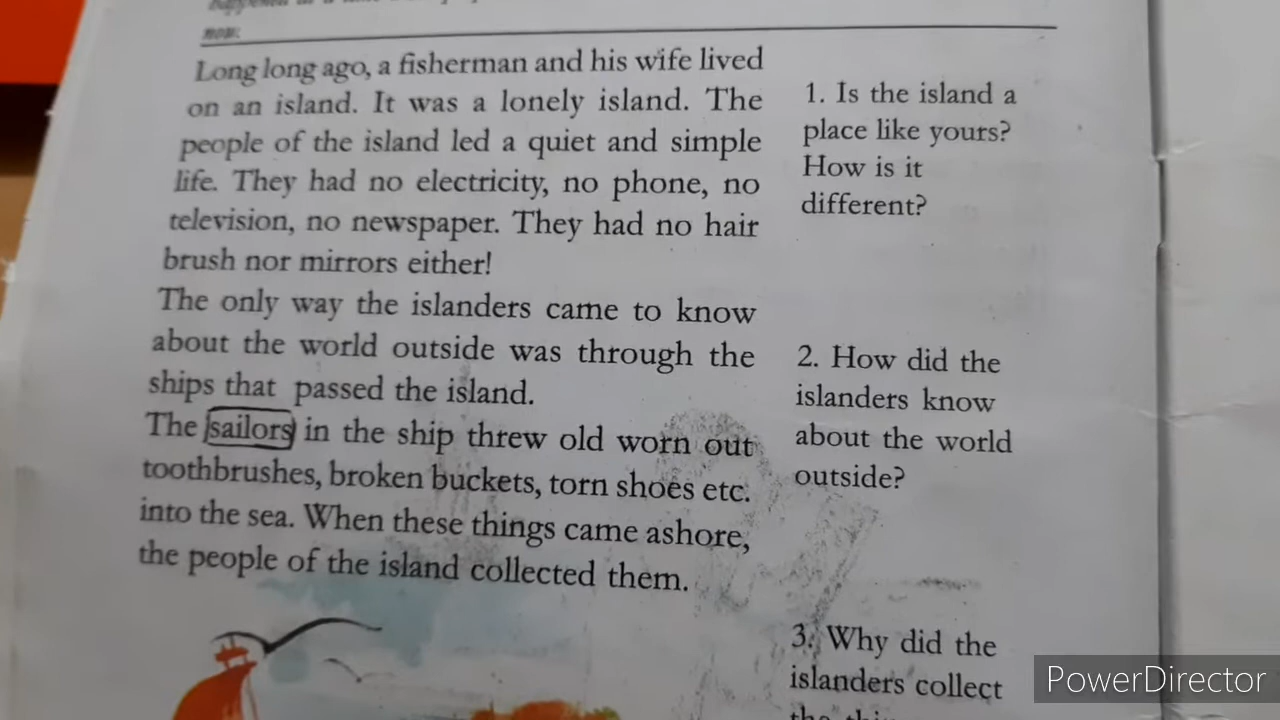 now.
Long long ago, a fisherman and his wife lived
on an island. It was a lonely island. The
people of the island led a quiet and simple
life. They had no electricity, no phone, no
television, no newspaper. They had no hair
brush nor mirrors either!
The only way the islanders came to know
about the world outside was through the
ships that passed the island.
The sailors in the ship threw old worn out
toothbrushes, broken buckets, torn shoes etc.
into the sea. When these things came ashore,
the people of the island collected them.
1. Is the island a
place like yours?
How is it
different?
2. How did the
islanders know
about the world
outside?
3. Why did the
islanders collect
PowerDirector